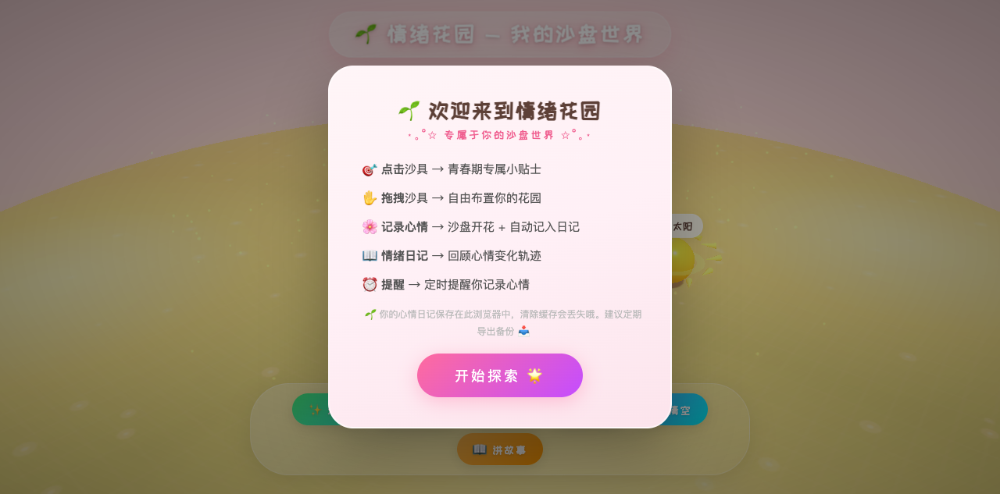 🌱 情绪花园 — 我的沙盘世界
🌱 欢迎来到情绪花园
⋆｡˚☆ 专属于你的沙盘世界 ☆˚｡⋆
🎯 点击沙具 → 青春期专属小贴士
✋ 拖拽沙具 → 自由布置你的花园
🌸 记录心情 → 沙盘开花 + 自动记入日记
📖 情绪日记 → 回顾心情变化轨迹
⏰ 提醒 → 定时提醒你记录心情
🌱 你的心情日记保存在此浏览器中，清除缓存会丢失哦。建议定期
导出备份 📤
开始探索 🌟
太阳
清空
📖 讲故事